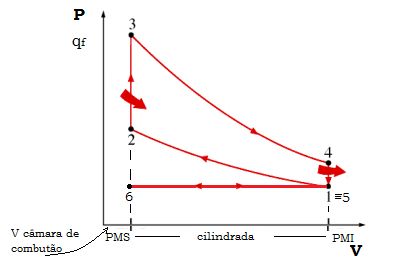 P
qf
3
2
4
6
1 ≡5
V câmara de
combutão
PMS
cilindrada
PMI
V